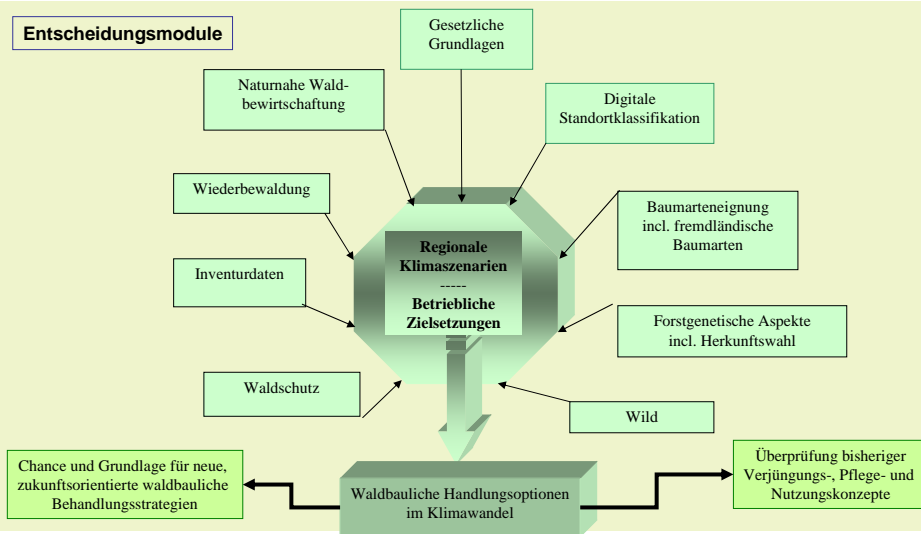 Entscheidungsmodule
Gesetzliche
Grundlagen
Naturnahe Wald-
bewirtschaftung
Digitale
Standortklassifikation
Wiederbewaldung
Baumarteneignung
incl. fremdländische
Baumarten
Regionale
Klimaszenarien
-----
Betriebliche
Zielsetzungen
Inventurdaten
Forstgenetische Aspekte
incl. Herkunftswahl
Waldschutz
Wild
Chance und Grundlage für neue,
zukunftsorientierte waldbauliche
Behandlungsstrategien
Waldbauliche Handlungsoptionen
im Klimawandel
Überprüfung bisheriger
Verjüngungs-, Pflege- und
Nutzungskonzepte